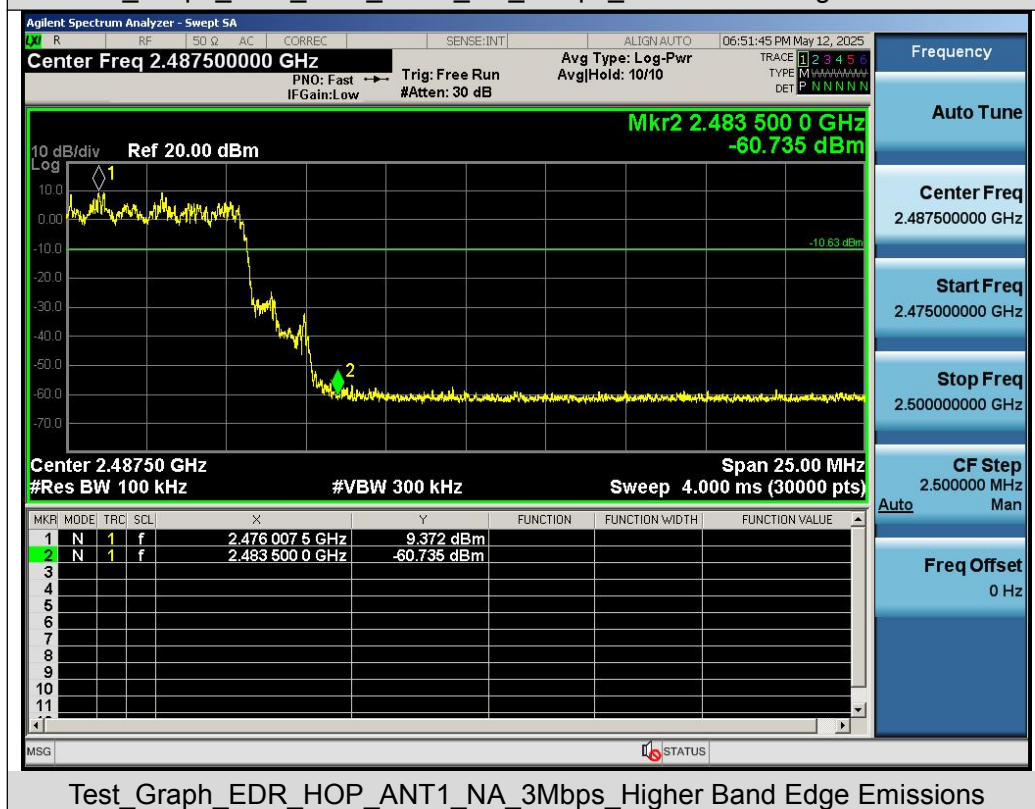 Agilent Spectrum Analyzer - Swept SA
LXI R RF 50 Ω AC CORREC SENSE:INT ALIGN AUTO 06:51:45 PM May 12, 2025
Center Freq 2.487500000 GHz
PNO: Fast
IFGain:Low
Trig: Free Run
#Atten: 30 dB
Avg Type: Log-Pwr
Avg|Hold: 10/10
TRACE 1 2 3 4 5 6
TYPE M
DET P N N N N N
Mkr2 2.483 500 0 GHz
-60.735 dBm
10 dB/div Ref 20.00 dBm
Log
10.0
0.00
-10.0
-20.0
-30.0
-40.0
-50.0
-60.0
-70.0
1
-10.63 dBm
2
Center 2.48750 GHz Span 25.00 MHz
#Res BW 100 kHz #VBW 300 kHz Sweep 4.000 ms (30000 pts)
MKR MODE TRC SCL X Y FUNCTION FUNCTION WIDTH FUNCTION VALUE
1 N 1 f 2.476 007 5 GHz 9.372 dBm
2 N 1 f 2.483 500 0 GHz -60.735 dBm
3
4
5
6
7
8
9
10
11
MSG STATUS
Frequency
Auto Tune
Center Freq
2.487500000 GHz
Start Freq
2.475000000 GHz
Stop Freq
2.500000000 GHz
CF Step
2.500000 MHz
Auto Man
Freq Offset
0 Hz
Test_Graph_EDR_HOP_ANT1_NA_3Mbps_Higher Band Edge Emissions